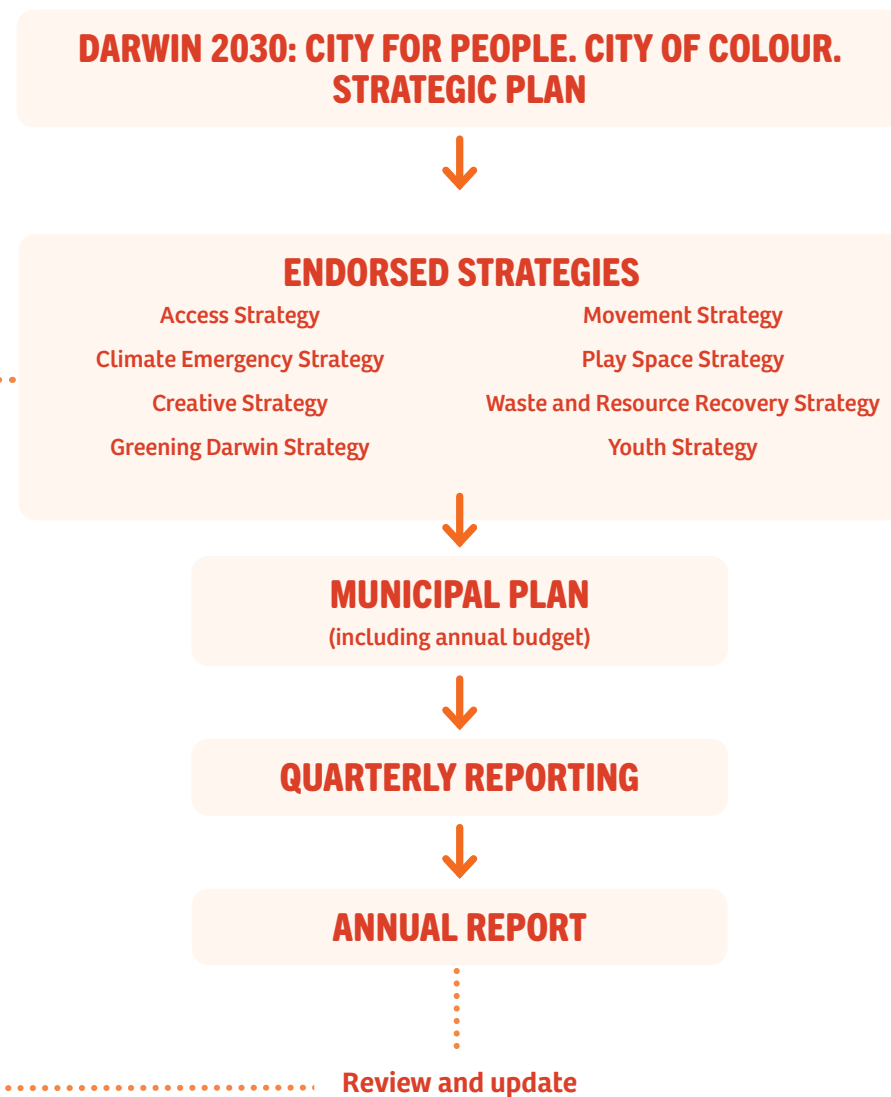 DARWIN 2030: CITY FOR PEOPLE. CITY OF COLOUR.
STRATEGIC PLAN
ENDORSED STRATEGIES
Access Strategy
Climate Emergency Strategy
Creative Strategy
Greening Darwin Strategy
Movement Strategy
Play Space Strategy
Waste and Resource Recovery Strategy
Youth Strategy
MUNICIPAL PLAN
(including annual budget)
QUARTERLY REPORTING
ANNUAL REPORT
Review and update